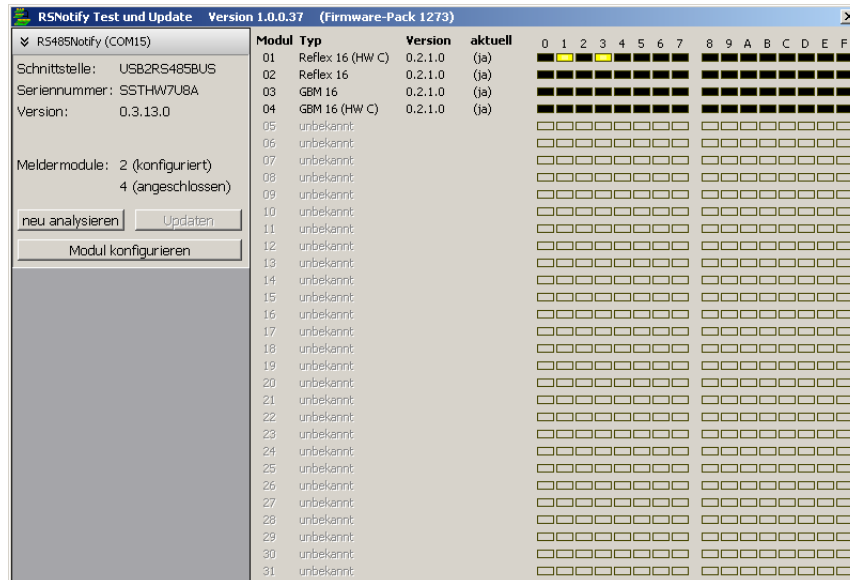 RSNotify Test und Update Version 1.0.0.37 (Firmware-Pack 1273)
RS485Notify (COM15)
Schnittstelle: USB2RS485BUS
Seriennummer: SSTHW7U8A
Version: 0.3.13.0
Meldermodule: 2 (konfiguriert)
4 (angeschlossen)
neu analysieren Updaten
Modul konfigurieren
Modul Typ Version aktuell 0 1 2 3 4 5 6 7 8 9 A B C D E F
01 Reflex 16 (HW C) 0.2.1.0 (ja)
02 Reflex 16 0.2.1.0 (ja)
03 GBM 16 0.2.1.0 (ja)
04 GBM 16 (HW C) 0.2.1.0 (ja)
05 unbekannt
06 unbekannt
07 unbekannt
08 unbekannt
09 unbekannt
10 unbekannt
11 unbekannt
12 unbekannt
13 unbekannt
14 unbekannt
15 unbekannt
16 unbekannt
17 unbekannt
18 unbekannt
19 unbekannt
20 unbekannt
21 unbekannt
22 unbekannt
23 unbekannt
24 unbekannt
25 unbekannt
26 unbekannt
27 unbekannt
28 unbekannt
29 unbekannt
30 unbekannt
31 unbekannt